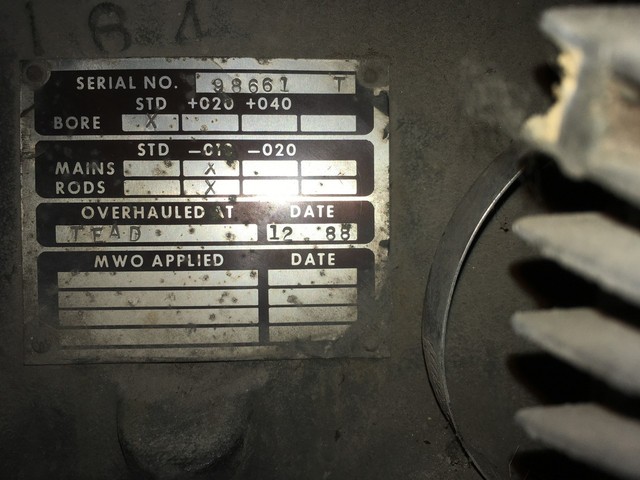 SERIAL NO. 98661 T
STD +020 +040
BORE X
STD -010 -020
MAINS X
RODS X
OVERHAULED AT DATE
TEAD 12 88
MWO APPLIED DATE